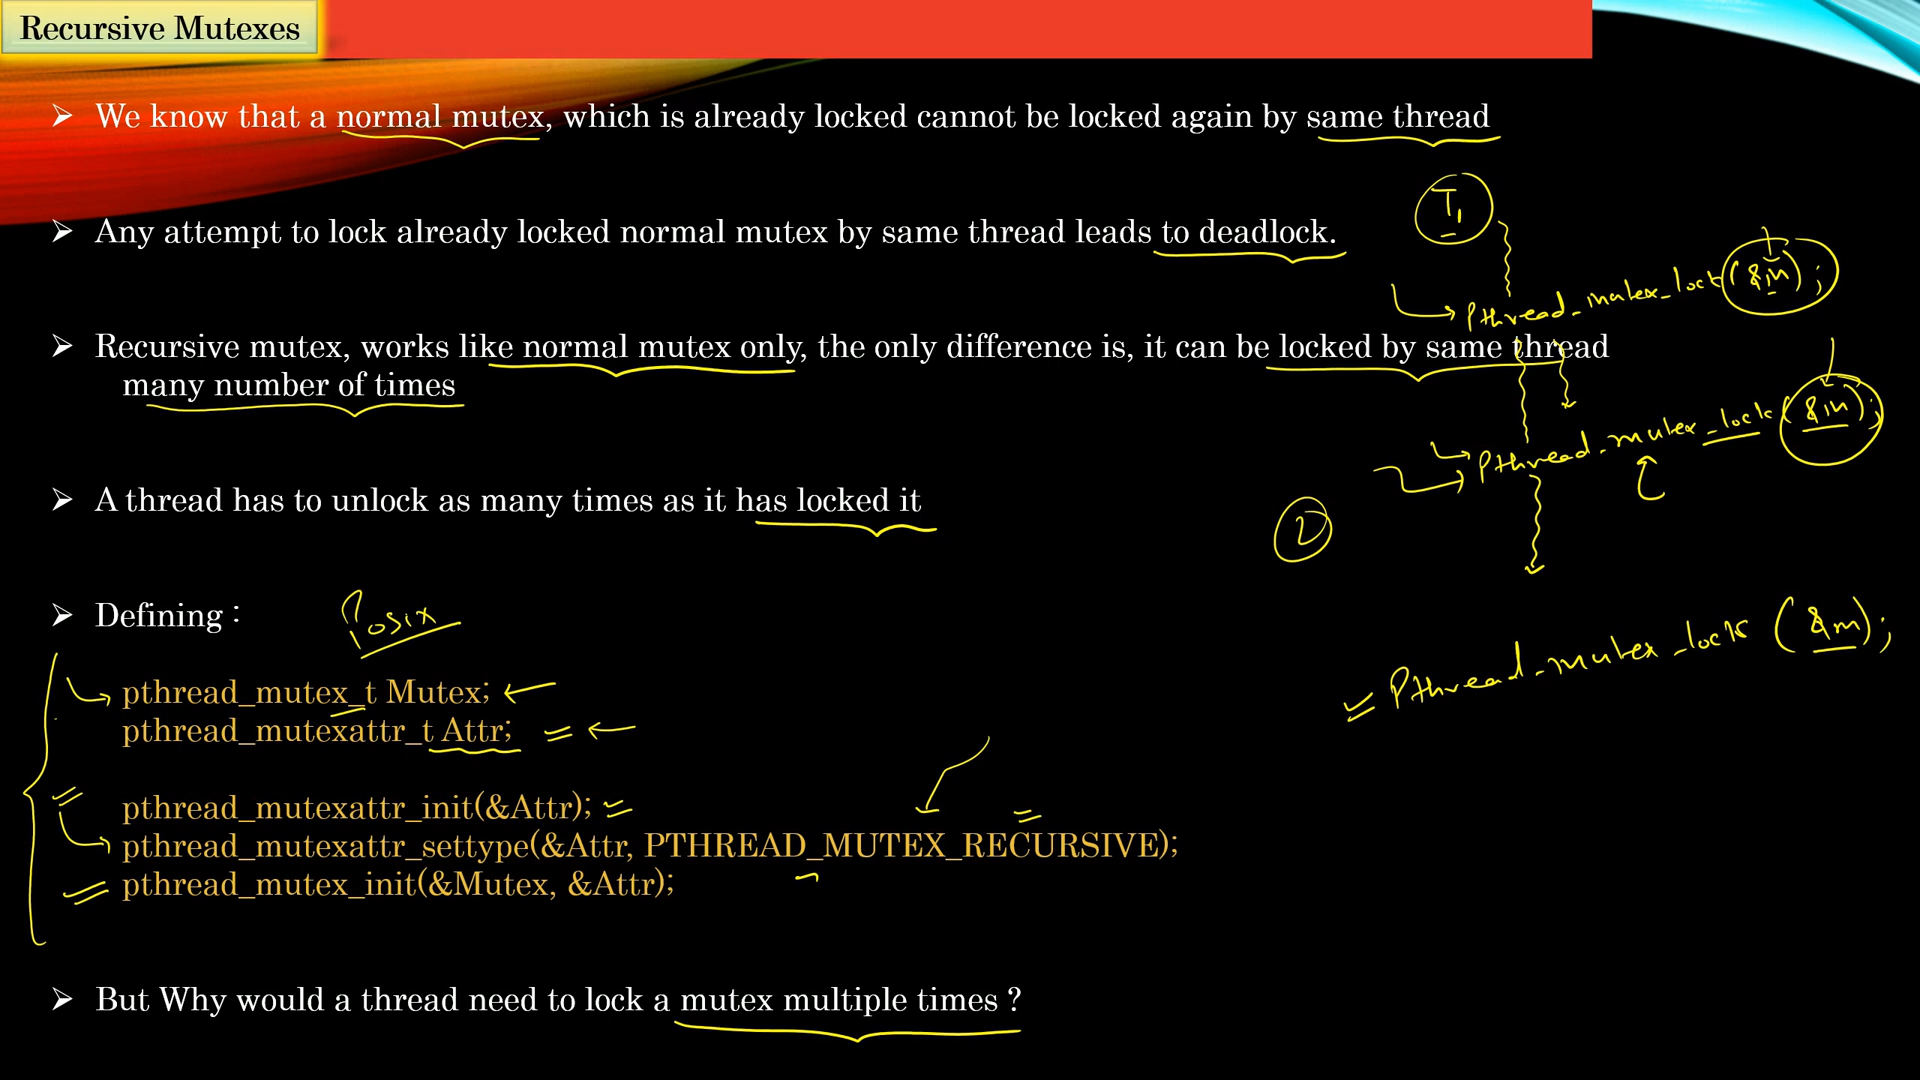 Recursive Mutexes
➢ We know that a normal mutex, which is already locked cannot be locked again by same thread
T1
➢ Any attempt to lock already locked normal mutex by same thread leads to deadlock.
Pthread_mutex_lock(&m);
➢ Recursive mutex, works like normal mutex only, the only difference is, it can be locked by same thread
many number of times
Pthread_mutex_lock(&m);
➢ A thread has to unlock as many times as it has locked it
➢ Defining :
Posix
Pthread_mutex_lock (&m);
pthread_mutex_t Mutex;
pthread_mutexattr_t Attr;
pthread_mutexattr_init(&Attr);
pthread_mutexattr_settype(&Attr, PTHREAD_MUTEX_RECURSIVE);
pthread_mutex_init(&Mutex, &Attr);
➢ But Why would a thread need to lock a mutex multiple times ?